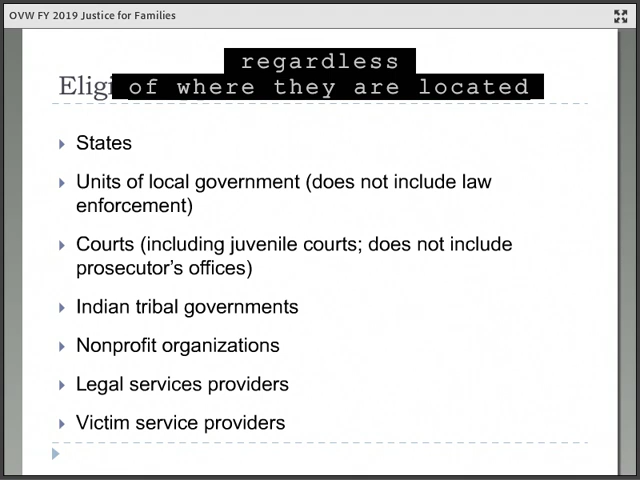 OVW FY 2019 Justice for Families
regardless
of where they are located
States
Units of local government (does not include law
enforcement)
Courts (including juvenile courts; does not include
prosecutor's offices)
Indian tribal governments
Nonprofit organizations
Legal services providers
Victim service providers